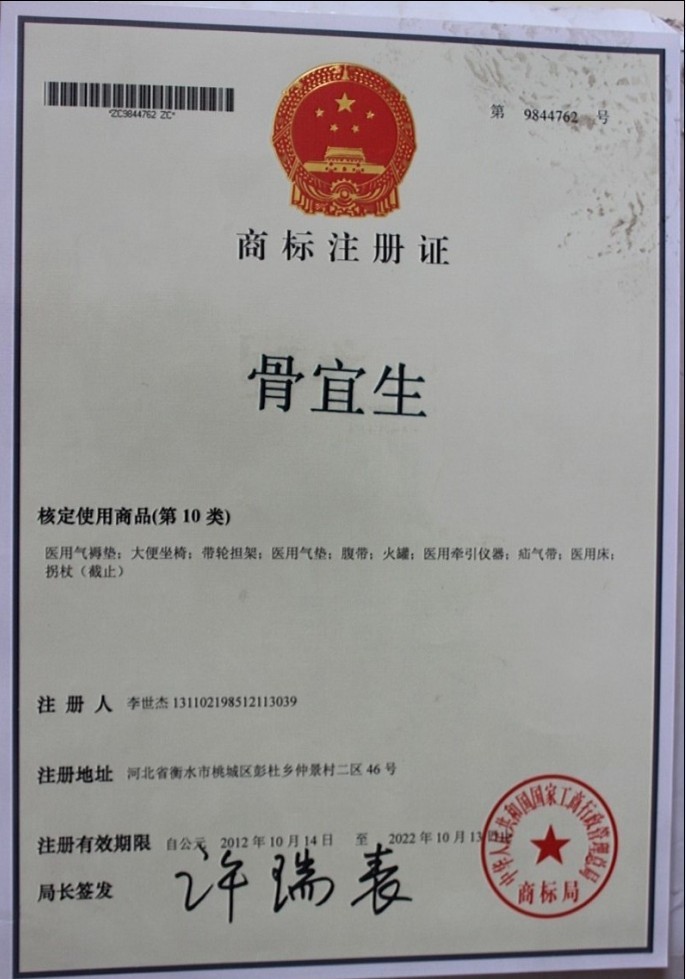 *ZC9844762 ZC*
第 9844762 号
商标注册证
骨宜生
核定使用商品(第 10 类)
医用气褥垫；大便坐椅；带轮担架；医用气垫；腹带；火罐；医用牵引仪器；疝气带；医用床；
拐杖（截止）
注 册 人 李世杰 131102198512113039
注册地址 河北省衡水市桃城区彭杜乡仲景村二区 46 号
注册有效期限 自公元 2012 年 10 月 14 日 至 2022 年 10 月 13 日
局长签发 许瑞表
中华人民共和国国家工商行政管理总局
商标局